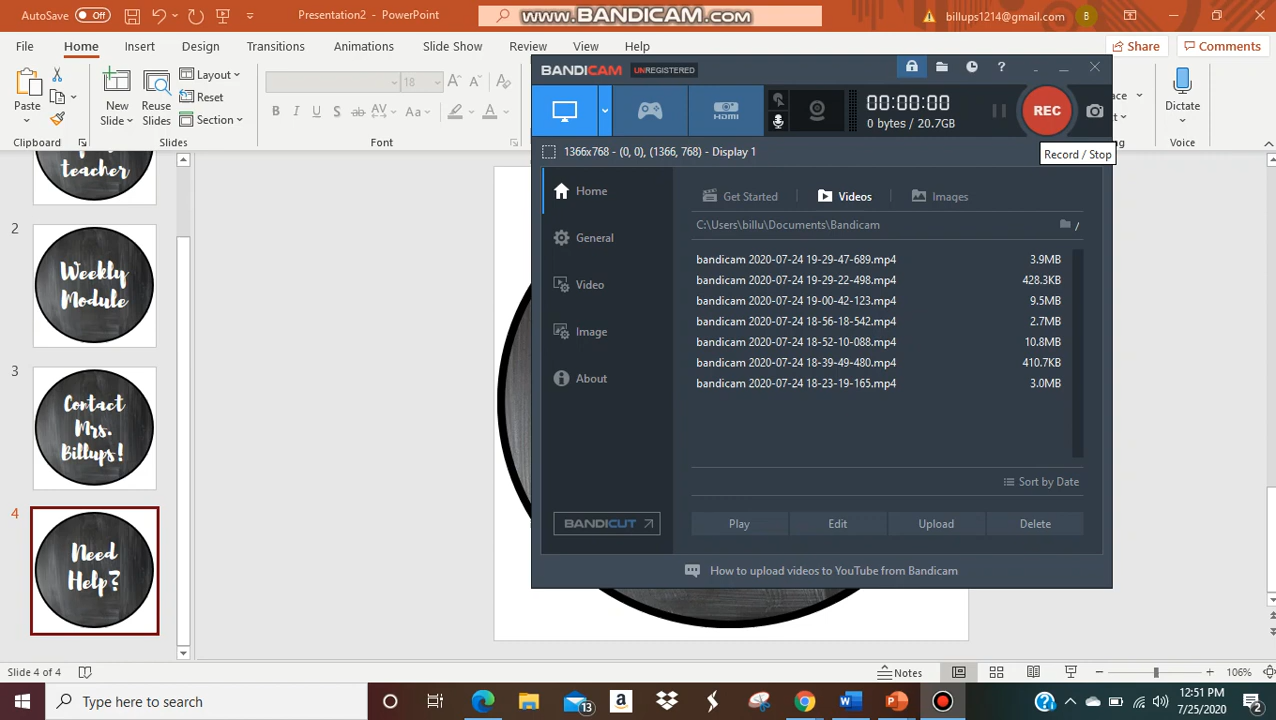 AutoSave Off Presentation2 - PowerPoint www.BANDICAM.com billups1214@gmail.com B
File Home Insert Draw Design Transitions Animations Slide Show Review View Help Share Comments
Paste New Slide Reuse Slides Layout Reset Section 18 Dictate
Clipboard Slides Font Voice
BANDICAM UNREGISTERED
HDMI 00:00:00 REC
0 bytes / 20.7GB
Record / Stop
1366x768 - (0, 0), (1366, 768) - Display 1
Home
General
Video
Image
About
BANDICUT
Get Started Videos Images
C:\Users\billu\Documents\Bandicam /
bandicam 2020-07-24 19-29-47-689.mp4 3.9MB
bandicam 2020-07-24 19-29-22-498.mp4 428.3KB
bandicam 2020-07-24 19-00-42-123.mp4 9.5MB
bandicam 2020-07-24 18-56-18-542.mp4 2.7MB
bandicam 2020-07-24 18-52-10-088.mp4 10.8MB
bandicam 2020-07-24 18-39-49-480.mp4 410.7KB
bandicam 2020-07-24 18-23-19-165.mp4 3.0MB
Sort by Date
Play Edit Upload Delete
How to upload videos to YouTube from Bandicam
teacher
2
Weekly
Module
3
Contact
Mrs.
Billups!
4
Need
Help?
Slide 4 of 4 Notes 106%
Type here to search 13 12:51 PM
7/25/2020 2